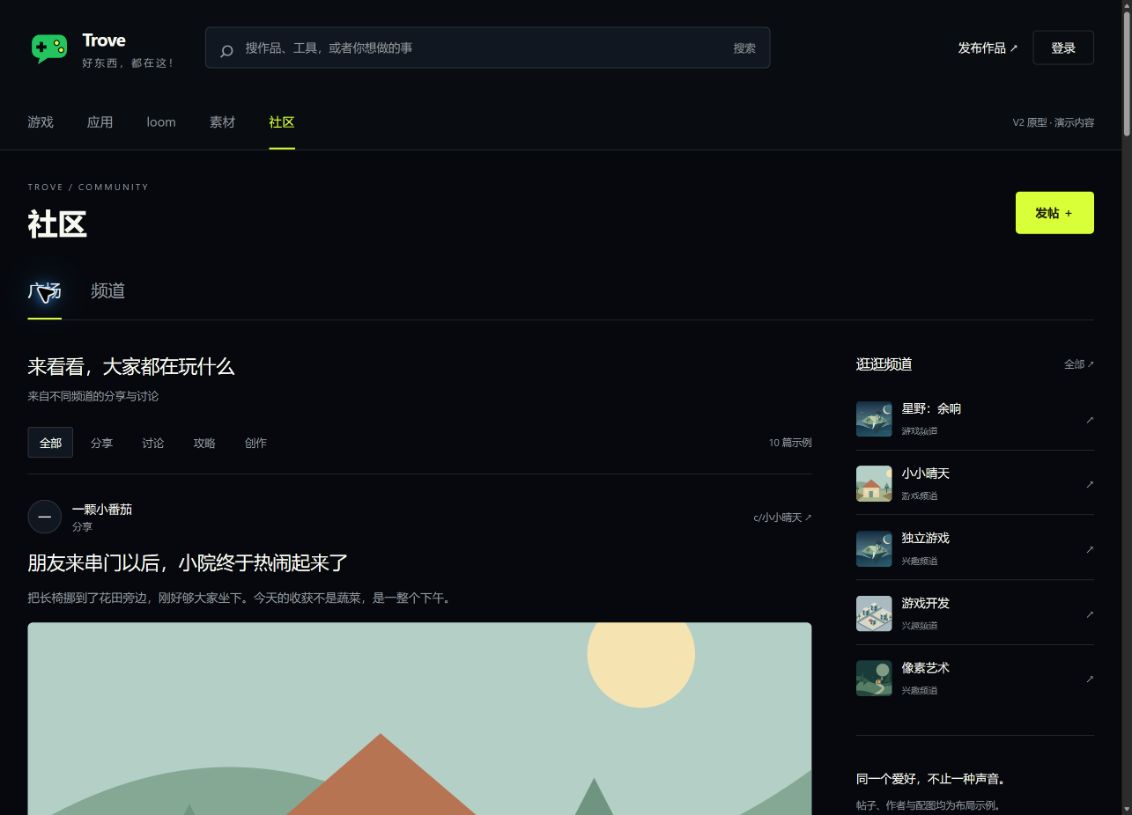 Trove
好东西，都在这！
搜作品、工具，或者你想做的事
搜索
发布作品 ↗
登录
游戏
应用
loom
素材
社区
V2 原型 · 演示内容
TROVE / COMMUNITY
社区
发帖 +
广场
频道
来看看，大家都在玩什么
来自不同频道的分享与讨论
全部
分享
讨论
攻略
创作
10 篇示例
一颗小番茄
分享
c/小小晴天 ↗
朋友来串门以后，小院终于热闹起来了
把长椅挪到了花田旁边，刚好够大家坐下。今天的收获不是蔬菜，是一整个下午。
逛逛频道
全部 ↗
星野：余响
游戏频道
小小晴天
游戏频道
独立游戏
兴趣频道
游戏开发
兴趣频道
像素艺术
兴趣频道
同一个爱好，不止一种声音。
帖子、作者与配图均为布局示例。